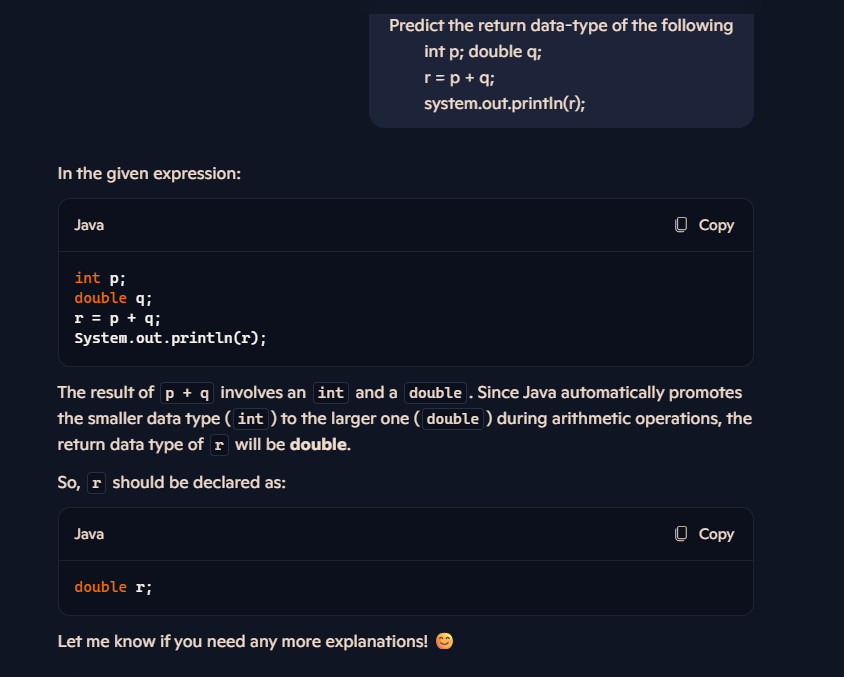 Predict the return data-type of the following
int p; double q;
r = p + q;
system.out.println(r);
In the given expression:
Java
Copy
int p;
double q;
r = p + q;
System.out.println(r);
The result of p + q involves an int and a double. Since Java automatically promotes
the smaller data type (int) to the larger one (double) during arithmetic operations, the
return data type of r will be double.
So, r should be declared as:
Java
Copy
double r;
Let me know if you need any more explanations! 😊